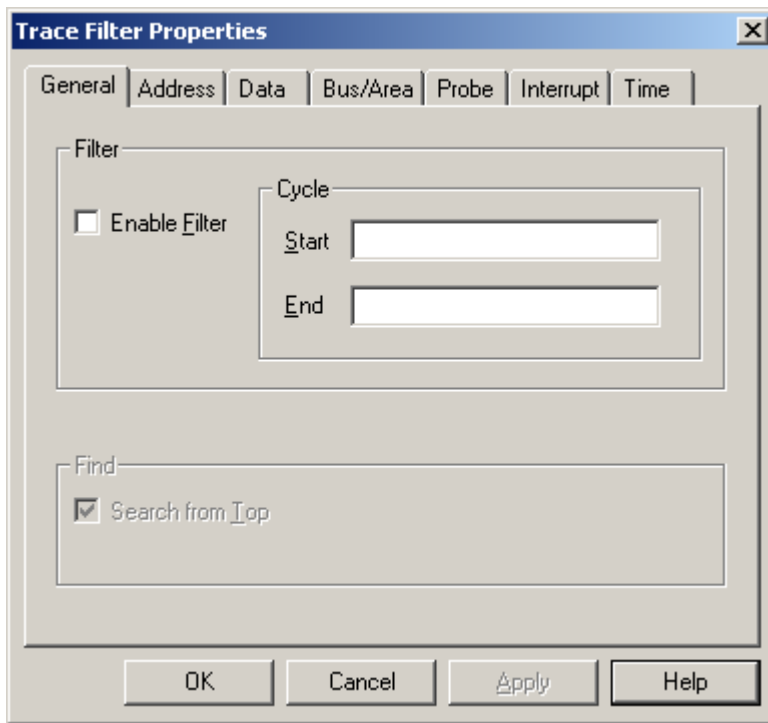 Trace Filter Properties
General Address Data Bus/Area Probe Interrupt Time
Filter
Cycle
Enable Filter
Start
End
Find
Search from Top
OK Cancel Apply Help